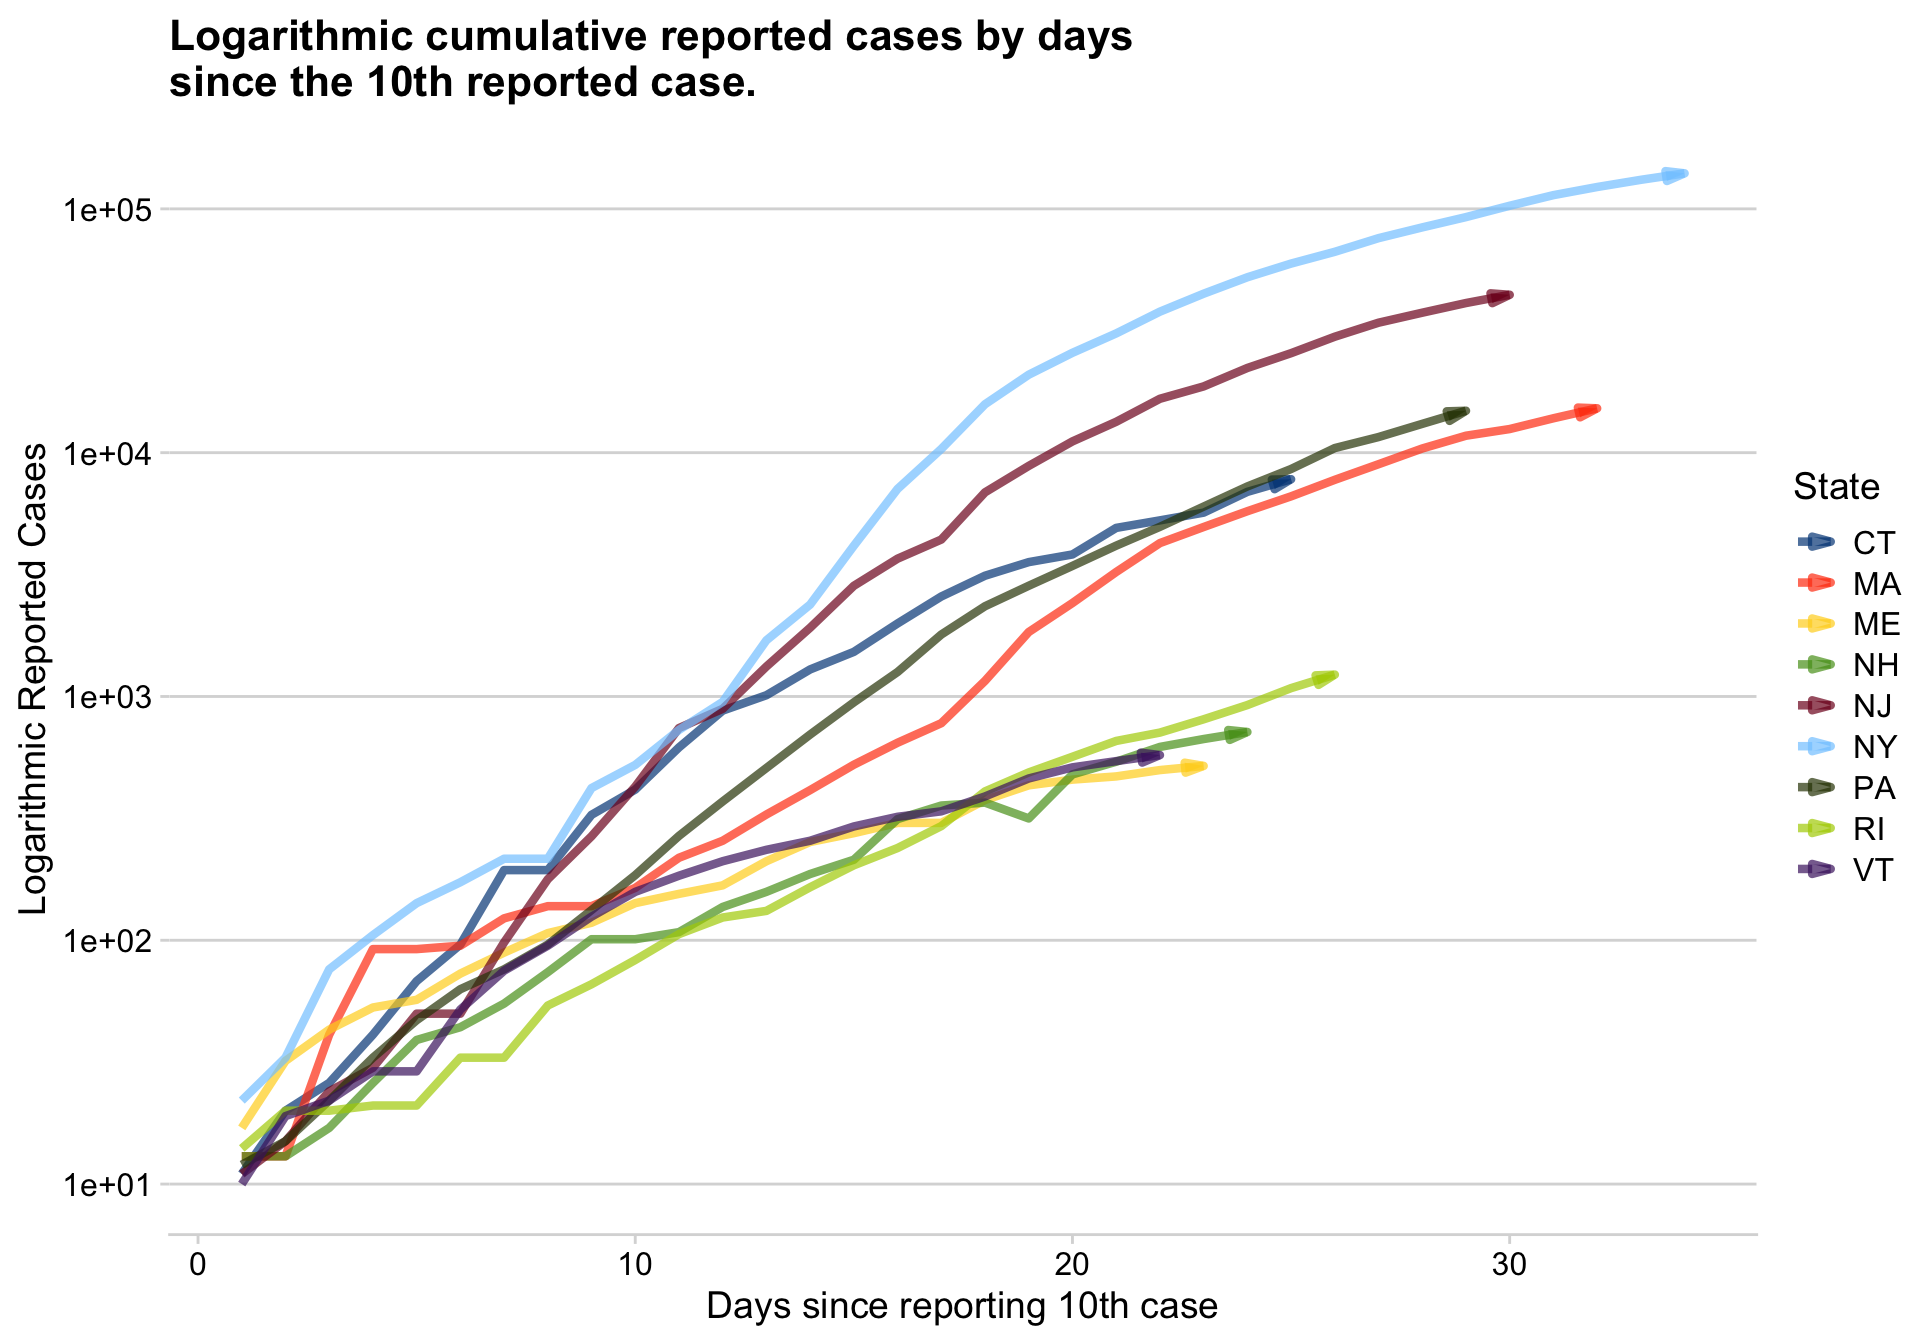 Logarithmic cumulative reported cases by days
since the 10th reported case.
Logarithmic Reported Cases
1e+05
1e+04
1e+03
1e+02
1e+01
0
10
20
30
Days since reporting 10th case
State
CT
MA
ME
NH
NJ
NY
PA
RI
VT